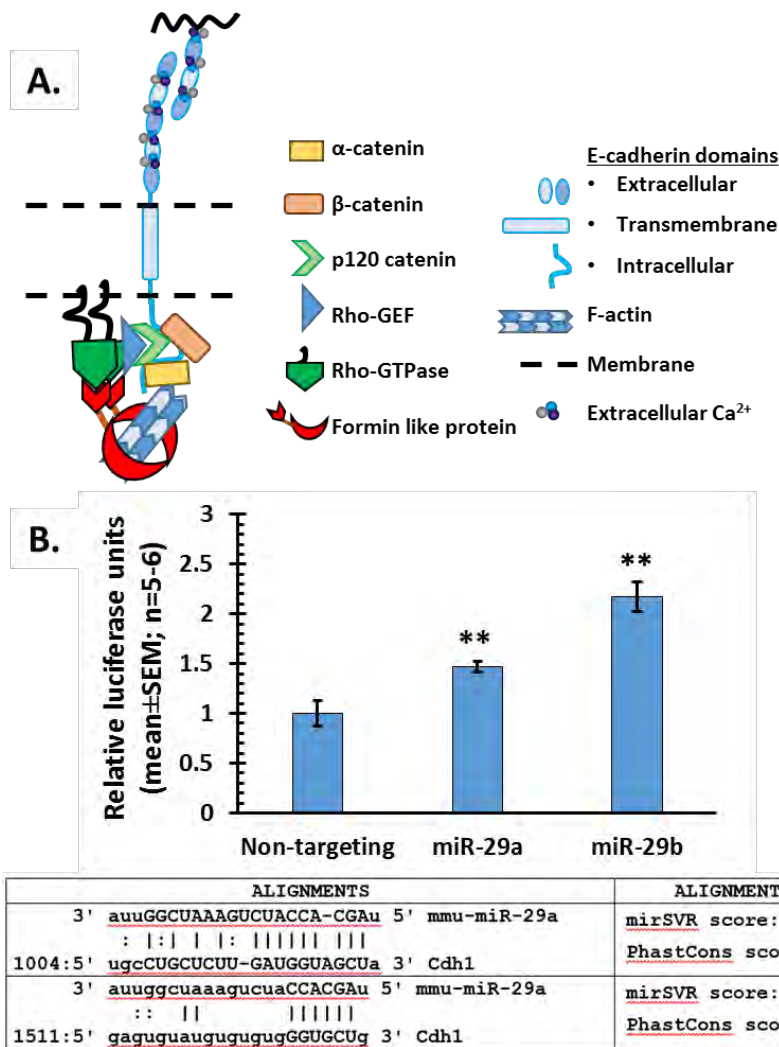 A.
α-catenin
β-catenin
p120 catenin
Rho-GEF
Rho-GTPase
Formin like protein
E-cadherin domains
• Extracellular
• Transmembrane
• Intracellular
F-actin
Membrane
Extracellular Ca²⁺
B.
Relative luciferase units
(mean±SEM; n=5-6)
3
2.5
2
1.5
1
0.5
0
**
**
Non-targeting miR-29a miR-29b
ALIGNMENTS ALIGNMENT
3' auuGGCUAAAGUCUACCA-CGAu 5' mmu-miR-29a mirSVR score:
: |:| | | |: |||||| |||
1004:5' ugcCUGCUCUU-GAUGGUAGCUa 3' Cdh1 PhastCons sco
3' auuggcuaaagucuaCCACGAu 5' mmu-miR-29a mirSVR score:
:: || ||||||
1511:5' gaguguaugugugugGGUGCUg 3' Cdh1 PhastCons sco